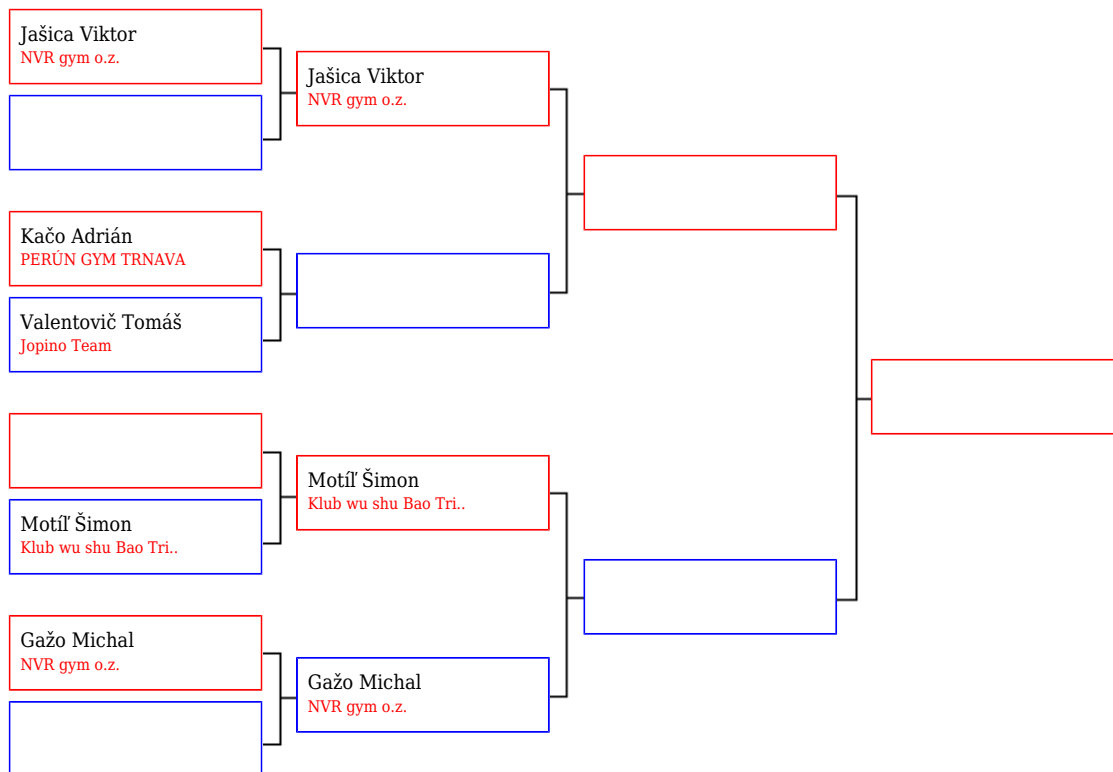 Jašica Viktor
NVR gym o.z.
Kačo Adrián
PERÚN GYM TRNAVA
Valentovič Tomáš
Jopino Team
Motíľ Šimon
Klub wu shu Bao Tri..
Gažo Michal
NVR gym o.z.
Jašica Viktor
NVR gym o.z.
Motíľ Šimon
Klub wu shu Bao Tri..
Gažo Michal
NVR gym o.z.